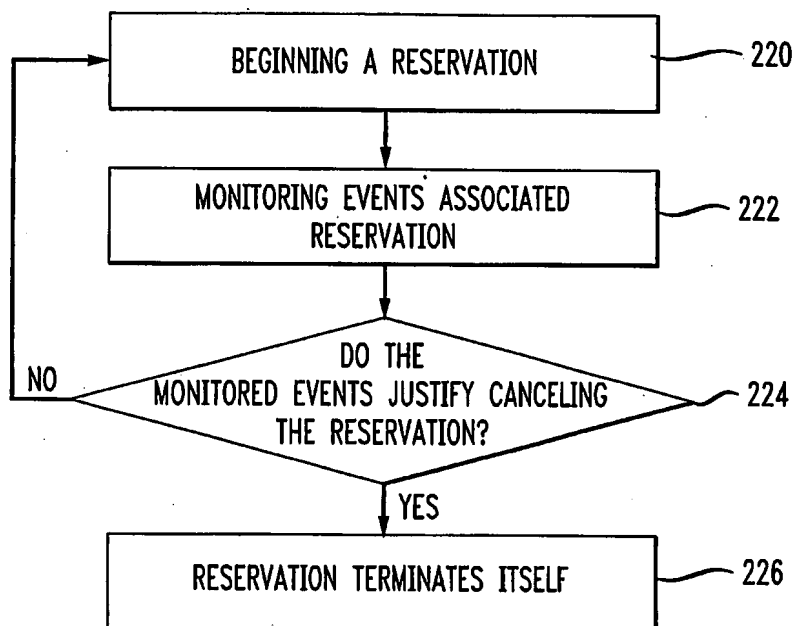 BEGINNING A RESERVATION
220
MONITORING EVENTS ASSOCIATED
RESERVATION
222
DO THE
MONITORED EVENTS JUSTIFY CANCELING
THE RESERVATION?
224
NO
YES
RESERVATION TERMINATES ITSELF
226